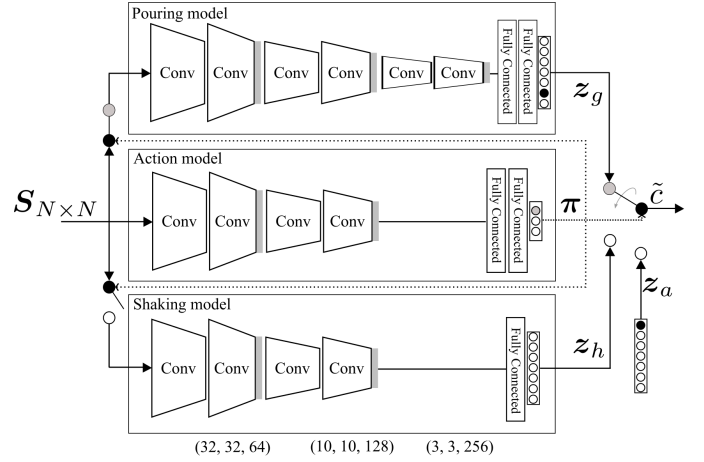 Pouring model
Conv Conv Conv Conv Conv Conv Fully Connected Fully Connected
z_g
Action model
S_{N×N}
Conv Conv Conv Conv Fully Connected Fully Connected
π
c̃
Shaking model
z_a
Conv Conv Conv Conv Fully Connected
z_h
(32, 32, 64) (10, 10, 128) (3, 3, 256)